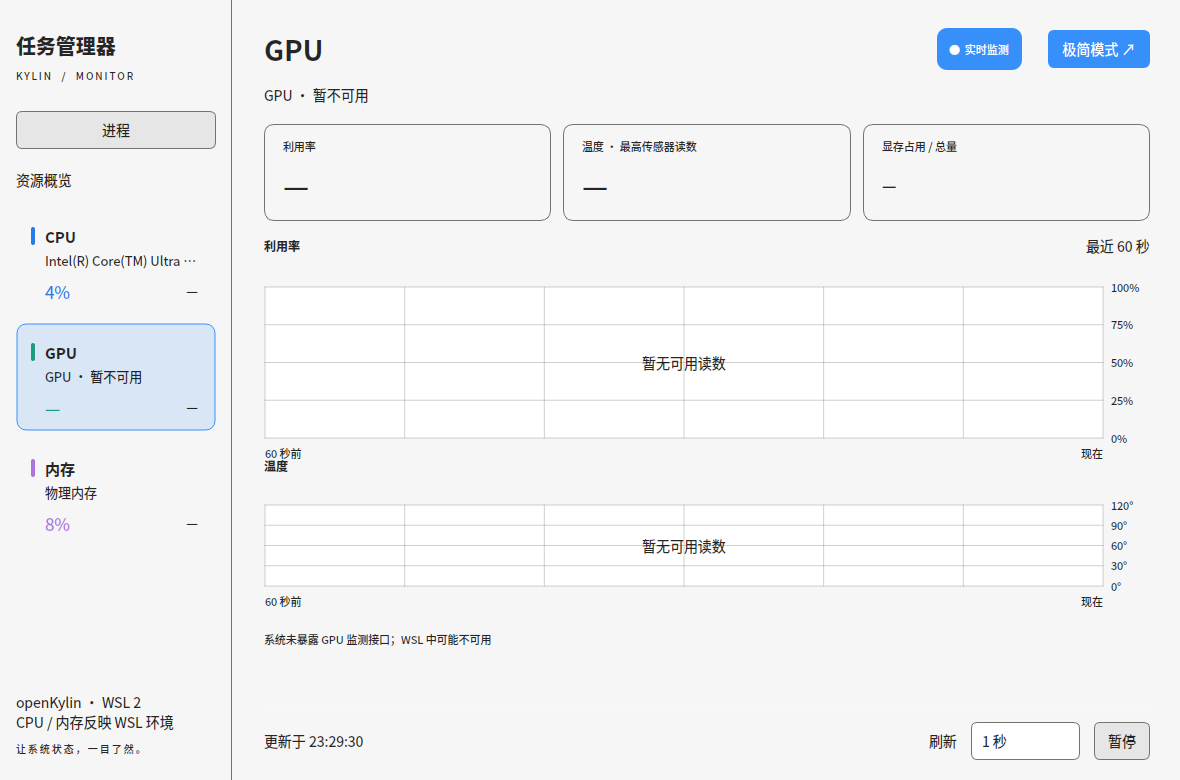 任务管理器
KYLIN / MONITOR
进程
资源概览
CPU
Intel(R) Core(TM) Ultra ⋯
4%
—
GPU
GPU · 暂不可用
—
—
内存
物理内存
8%
—
openKylin · WSL 2
CPU / 内存反映 WSL 环境
让系统状态，一目了然。
GPU
● 实时监测
极简模式 ↗
GPU · 暂不可用
利用率
—
温度 · 最高传感器读数
—
显存占用 / 总量
—
利用率
最近 60 秒
100%
75%
暂无可用读数
50%
25%
0%
60 秒前
现在
温度
120°
90°
暂无可用读数
60°
30°
0°
60 秒前
现在
系统未暴露 GPU 监测接口；WSL 中可能不可用
更新于 23:29:30
刷新
1 秒
暂停